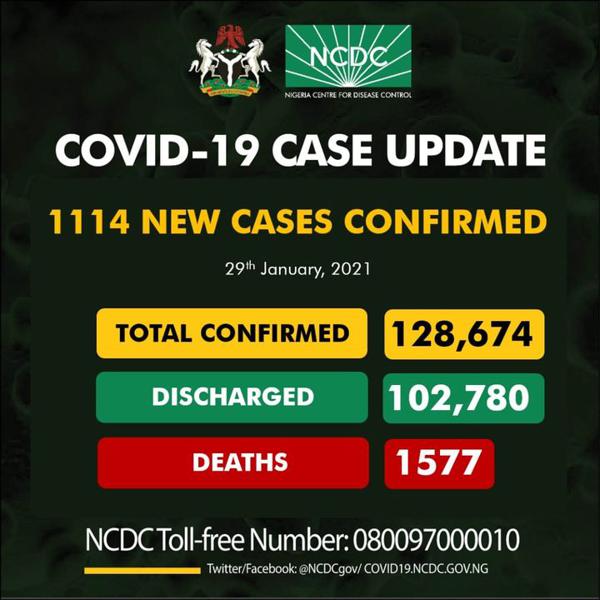 NCDC
NIGERIA CENTRE FOR DISEASE CONTROL
COVID-19 CASE UPDATE
1114 NEW CASES CONFIRMED
29th January, 2021
TOTAL CONFIRMED 128,674
DISCHARGED 102,780
DEATHS 1577
NCDC Toll-free Number: 080097000010
Twitter/Facebook: @NCDCgov/ COVID19.NCDC.GOV.NG